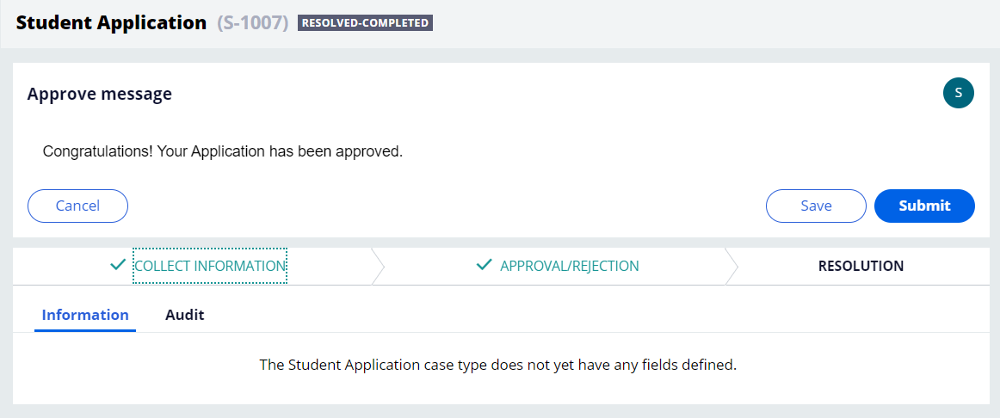 Student Application (S-1007) RESOLVED-COMPLETED
Approve message S
Congratulations! Your Application has been approved.
Cancel Save Submit
COLLECT INFORMATION APPROVAL/REJECTION RESOLUTION
Information Audit
The Student Application case type does not yet have any fields defined.